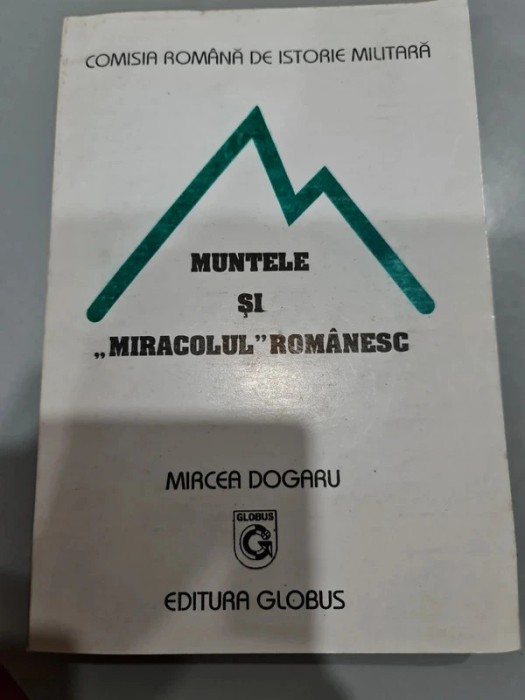 COMISIA ROMÂNĂ DE ISTORIE MILITARĂ
MUNTELE
ŞI
„MIRACOLUL” ROMÂNESC
MIRCEA DOGARU
GLOBUS
EDITURA GLOBUS